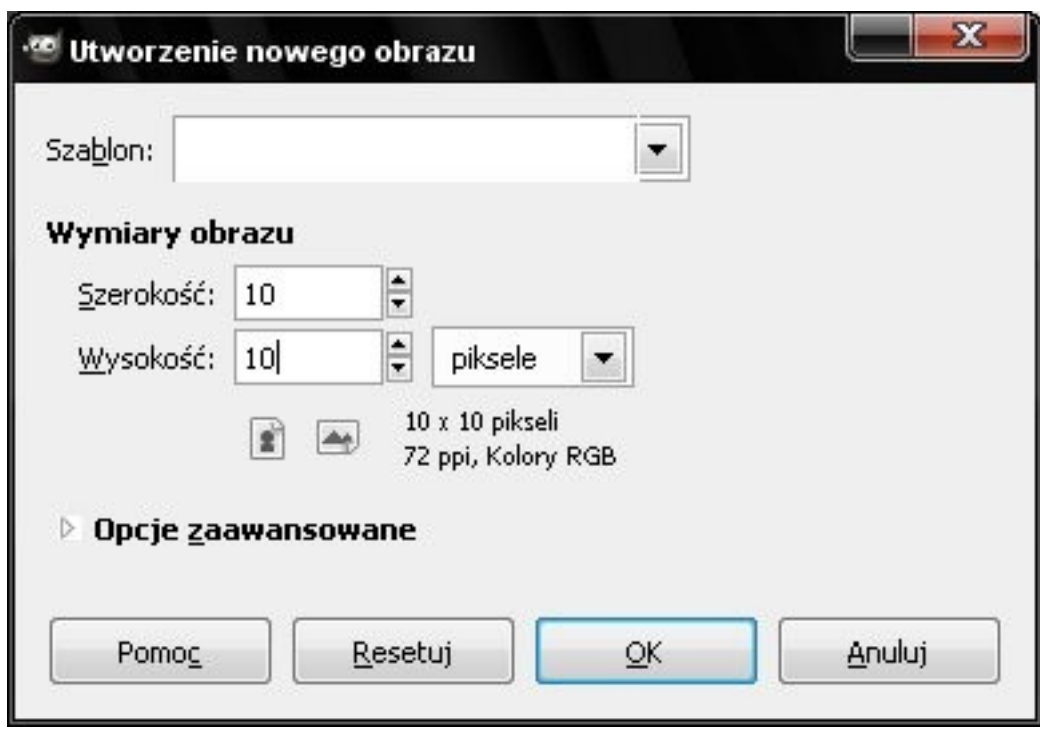 Utworzenie nowego obrazu
Szablon:
Wymiary obrazu
Szerokość: 10
Wysokość: 10 piksele
10 x 10 pikseli
72 ppi, Kolory RGB
Opcje zaawansowane
Pomoc Resetuj OK Anuluj